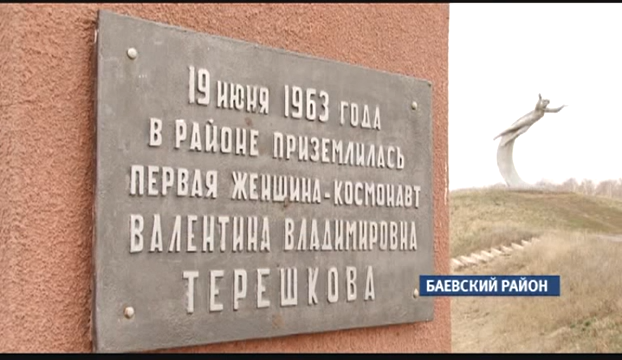 19 июня 1963 года
в районе приземлилась
первая женщина-космонавт
Валентина Владимировна
Терешкова
БАЕВСКИЙ РАЙОН